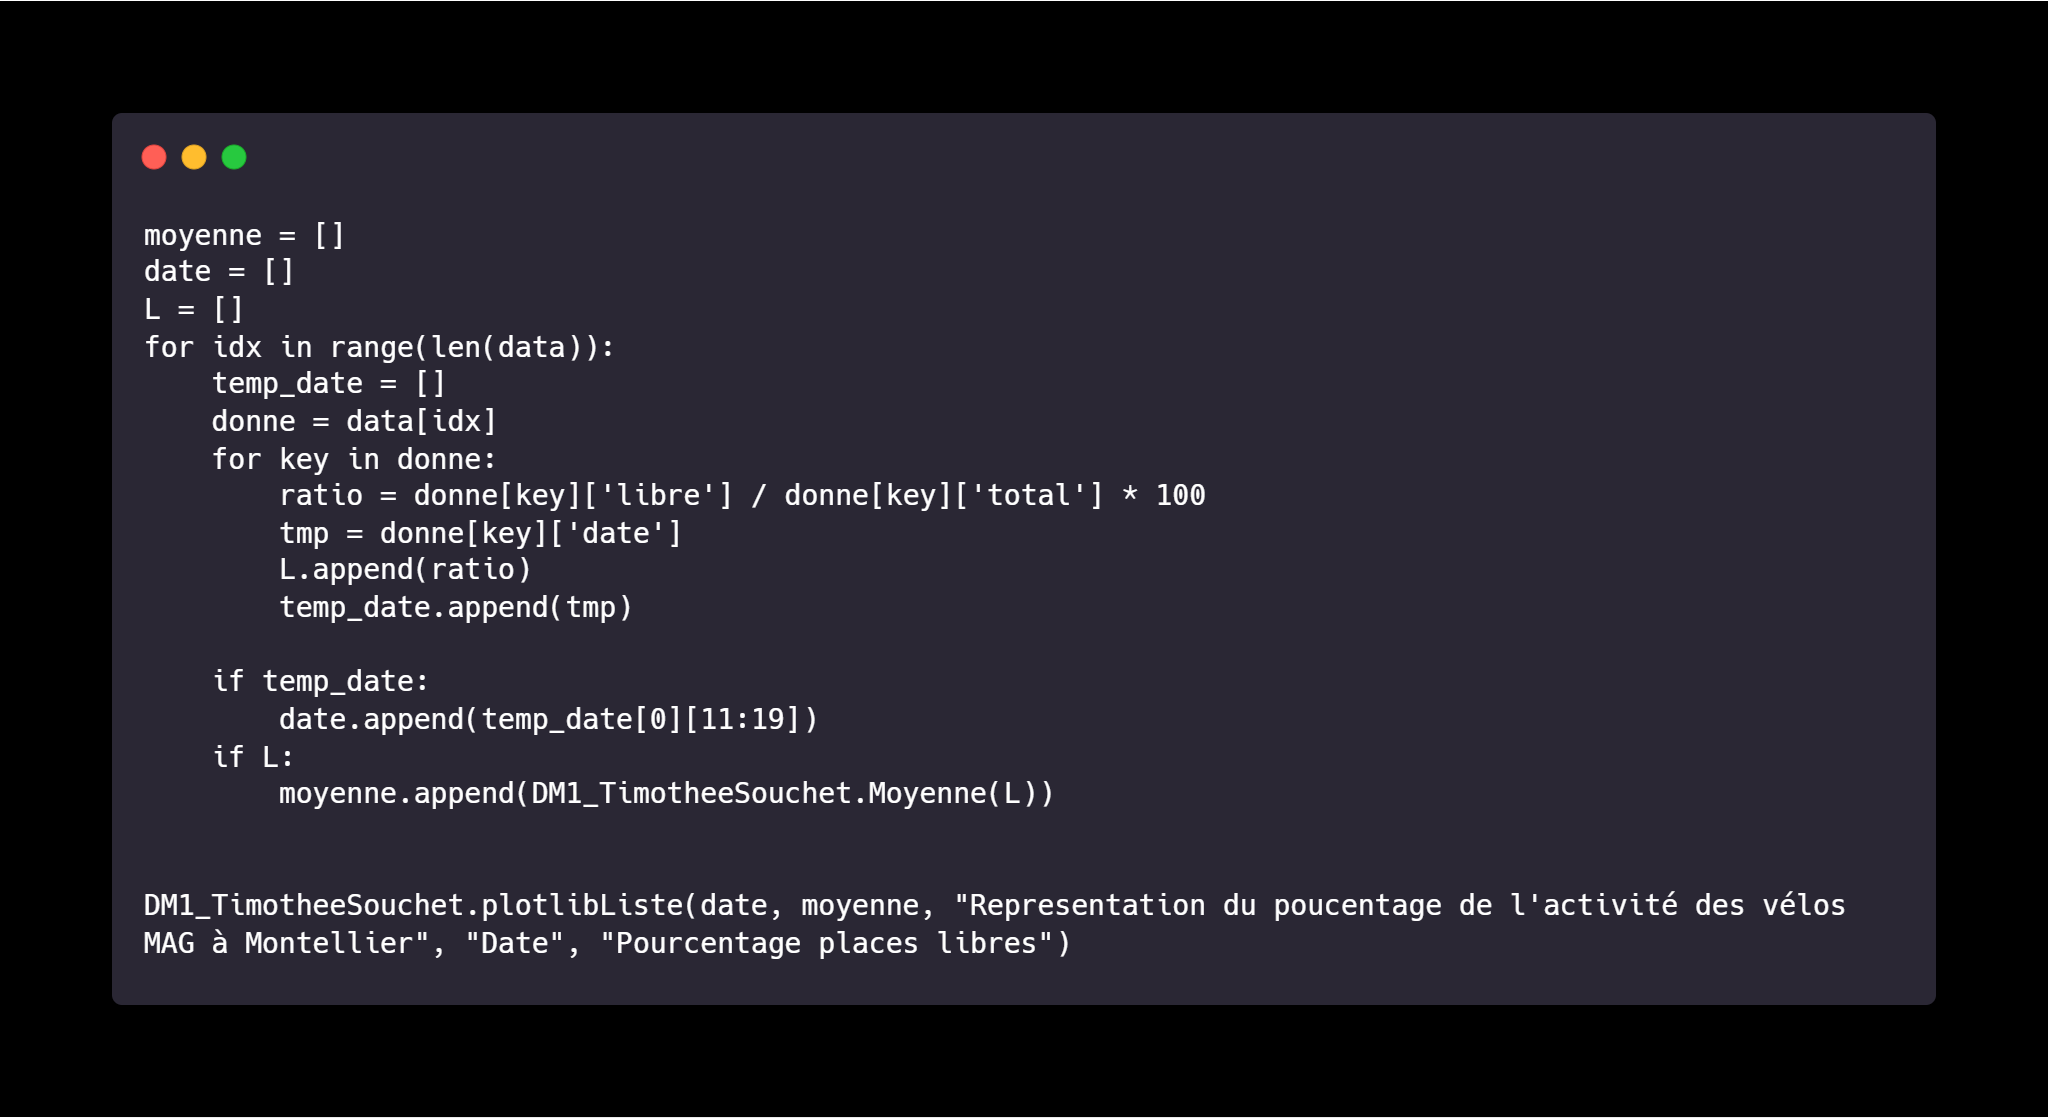 moyenne = []
date = []
L = []
for idx in range(len(data)):
    temp_date = []
    donne = data[idx]
    for key in donne:
        ratio = donne[key]['libre'] / donne[key]['total'] * 100
        tmp = donne[key]['date']
        L.append(ratio)
        temp_date.append(tmp)

    if temp_date:
        date.append(temp_date[0][11:19])
    if L:
        moyenne.append(DM1_TimotheeSouchet.Moyenne(L))


DM1_TimotheeSouchet.plotlibListe(date, moyenne, "Representation du poucentage de l'activité des vélos
MAG à Montellier", "Date", "Pourcentage places libres")